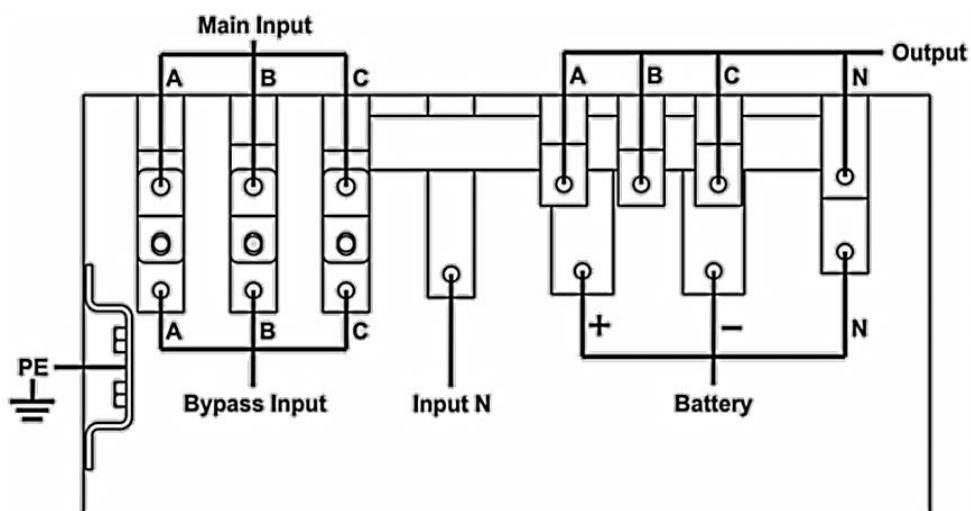 Main Input
Output
A B C
A B C N
+ − N
A B C
PE
Bypass Input
Input N
Battery